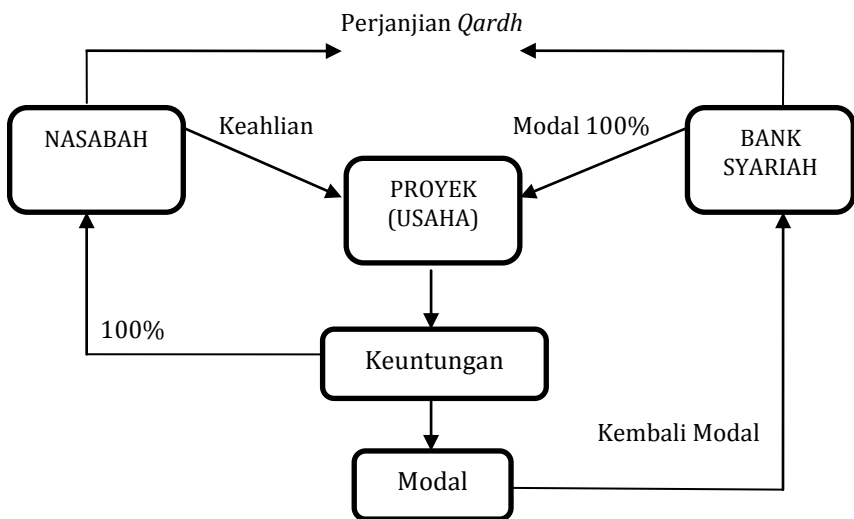 Perjanjian Qardh
NASABAH
Keahlian
Modal 100%
BANK
SYARIAH
PROYEK
(USAHA)
100%
Keuntungan
Kembali Modal
Modal